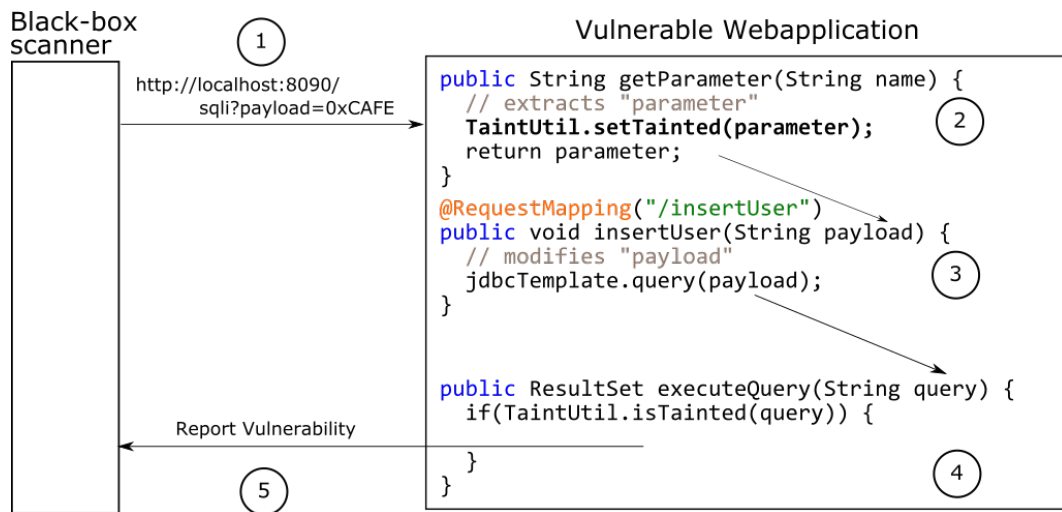 Black-box
scanner
1
Vulnerable Webapplication
http://localhost:8090/
sqli?payload=0xCAFE
public String getParameter(String name) {
// extracts "parameter"
TaintUtil.setTainted(parameter);
return parameter;
}
2
@RequestMapping("/insertUser")
public void insertUser(String payload) {
// modifies "payload"
jdbcTemplate.query(payload);
}
3
public ResultSet executeQuery(String query) {
if(TaintUtil.isTainted(query)) {
Report Vulnerability
}
}
4
5